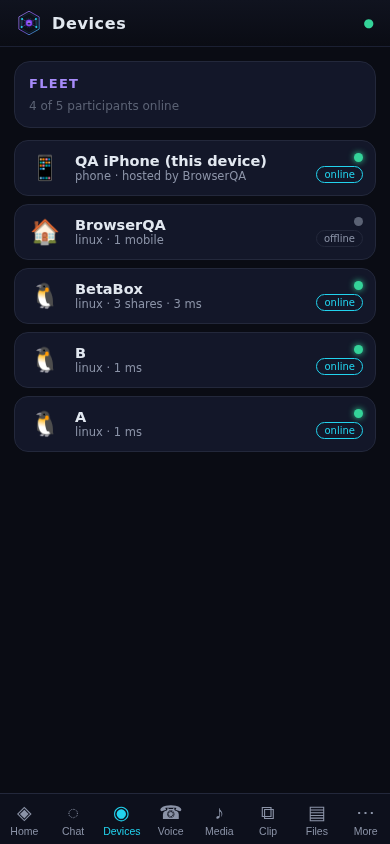 Devices
FLEET
4 of 5 participants online
QA iPhone (this device)
phone · hosted by BrowserQA
online
BrowserQA
linux · 1 mobile
offline
BetaBox
linux · 3 shares · 3 ms
online
B
linux · 1 ms
online
A
linux · 1 ms
online
Home Chat Devices Voice Media Clip Files More